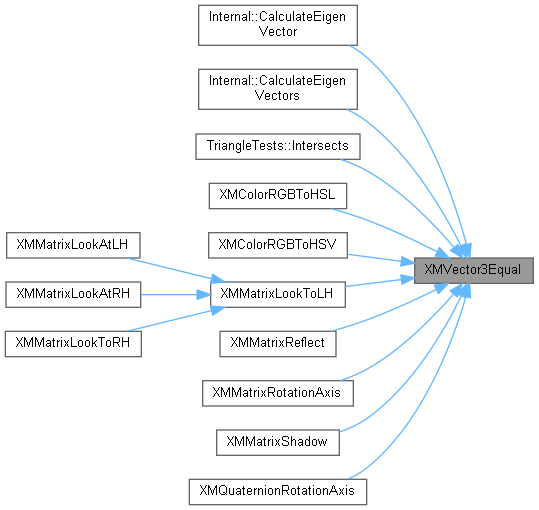 Internal::CalculateEigen
Vector
Internal::CalculateEigen
Vectors
TriangleTests::Intersects
XMColorRGBToHSL
XMMatrixLookAtLH
XMColorRGBToHSV
XMVector3Equal
XMMatrixLookAtRH
XMMatrixLookToLH
XMMatrixLookToRH
XMMatrixReflect
XMMatrixRotationAxis
XMMatrixShadow
XMQuaternionRotationAxis